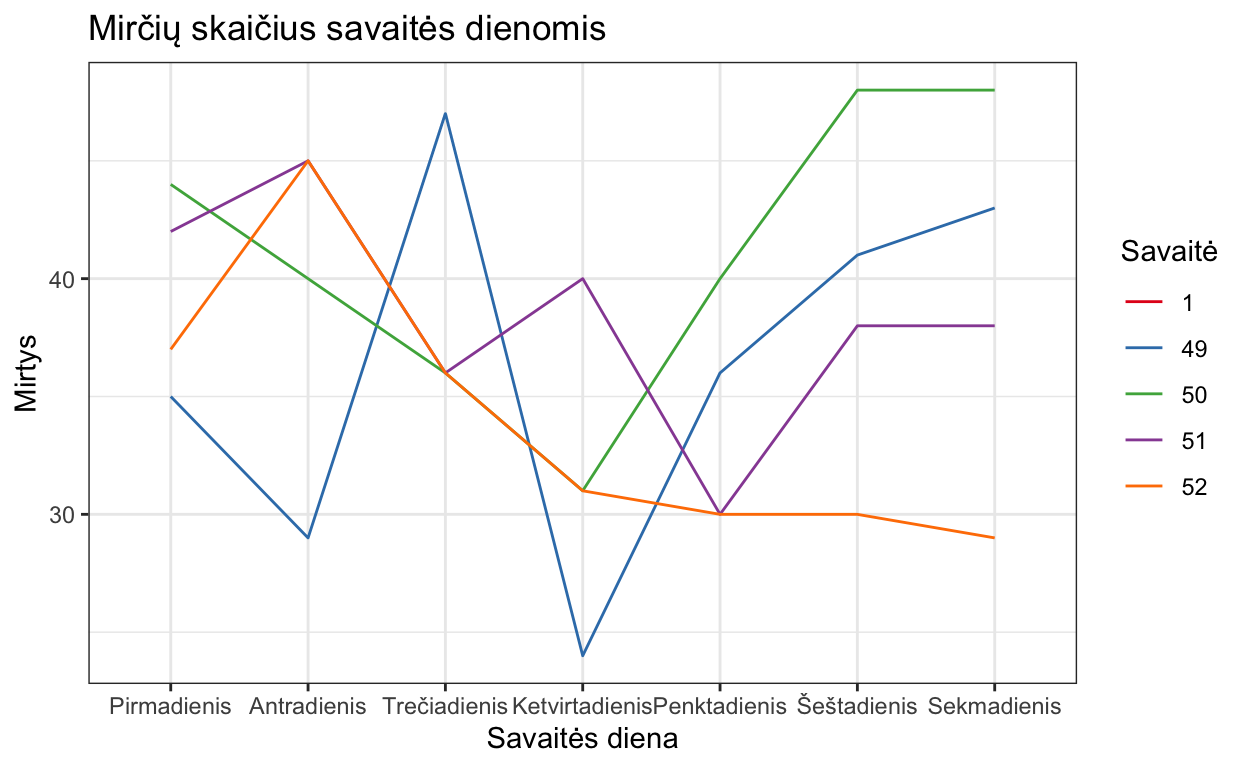 Mirčių skaičius savaitės dienomis
Mirtys
40
30
Pirmadienis Antradienis Trečiadienis Ketvirtadienis Penktadienis Šeštadienis Sekmadienis
Savaitės diena
Savaitė
1
49
50
51
52